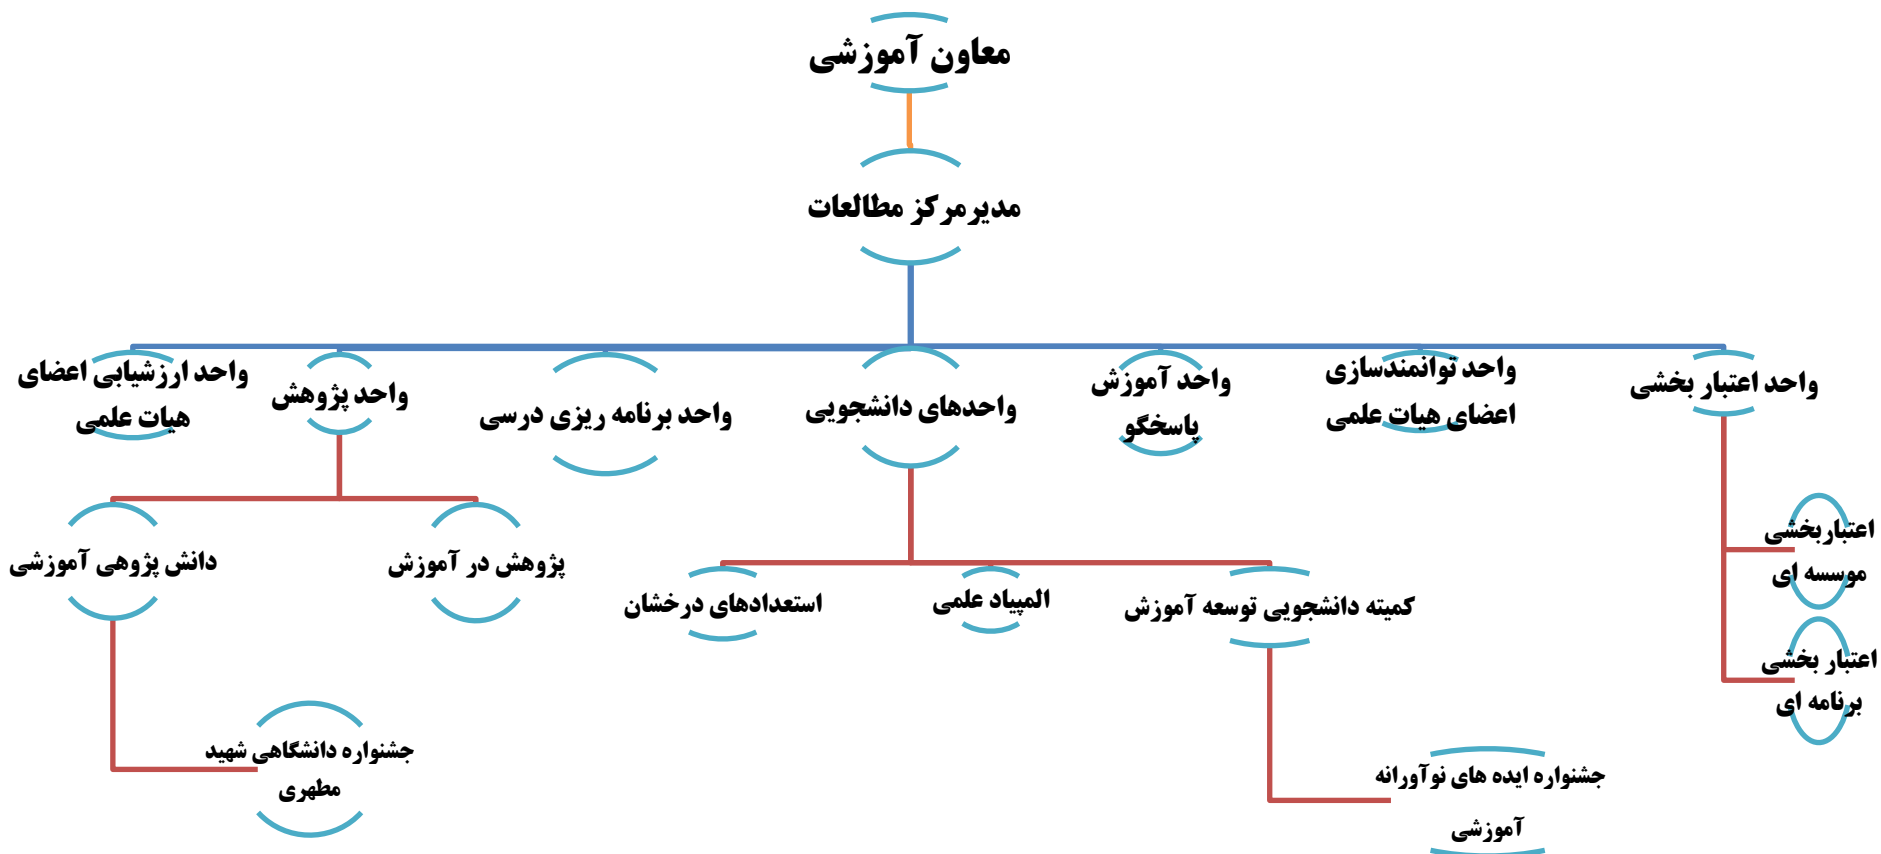 معاون آموزشی
مدیرمرکز مطالعات
واحد اعتبار بخشی
واحد توانمندسازی
اعضای هیات علمی
واحد آموزش
پاسخگو
واحدهای دانشجویی
واحد برنامه ریزی درسی
واحد پژوهش
واحد ارزشیابی اعضای
هیات علمی
اعتباربخشی
موسسه ای
اعتبار بخشی
برنامه ای
کمیته دانشجویی توسعه آموزش
المپیاد علمی
استعدادهای درخشان
پژوهش در آموزش
دانش پژوهی آموزشی
جشنواره ایده های نوآورانه
آموزشی
جشنواره دانشگاهی شهید
مطهری